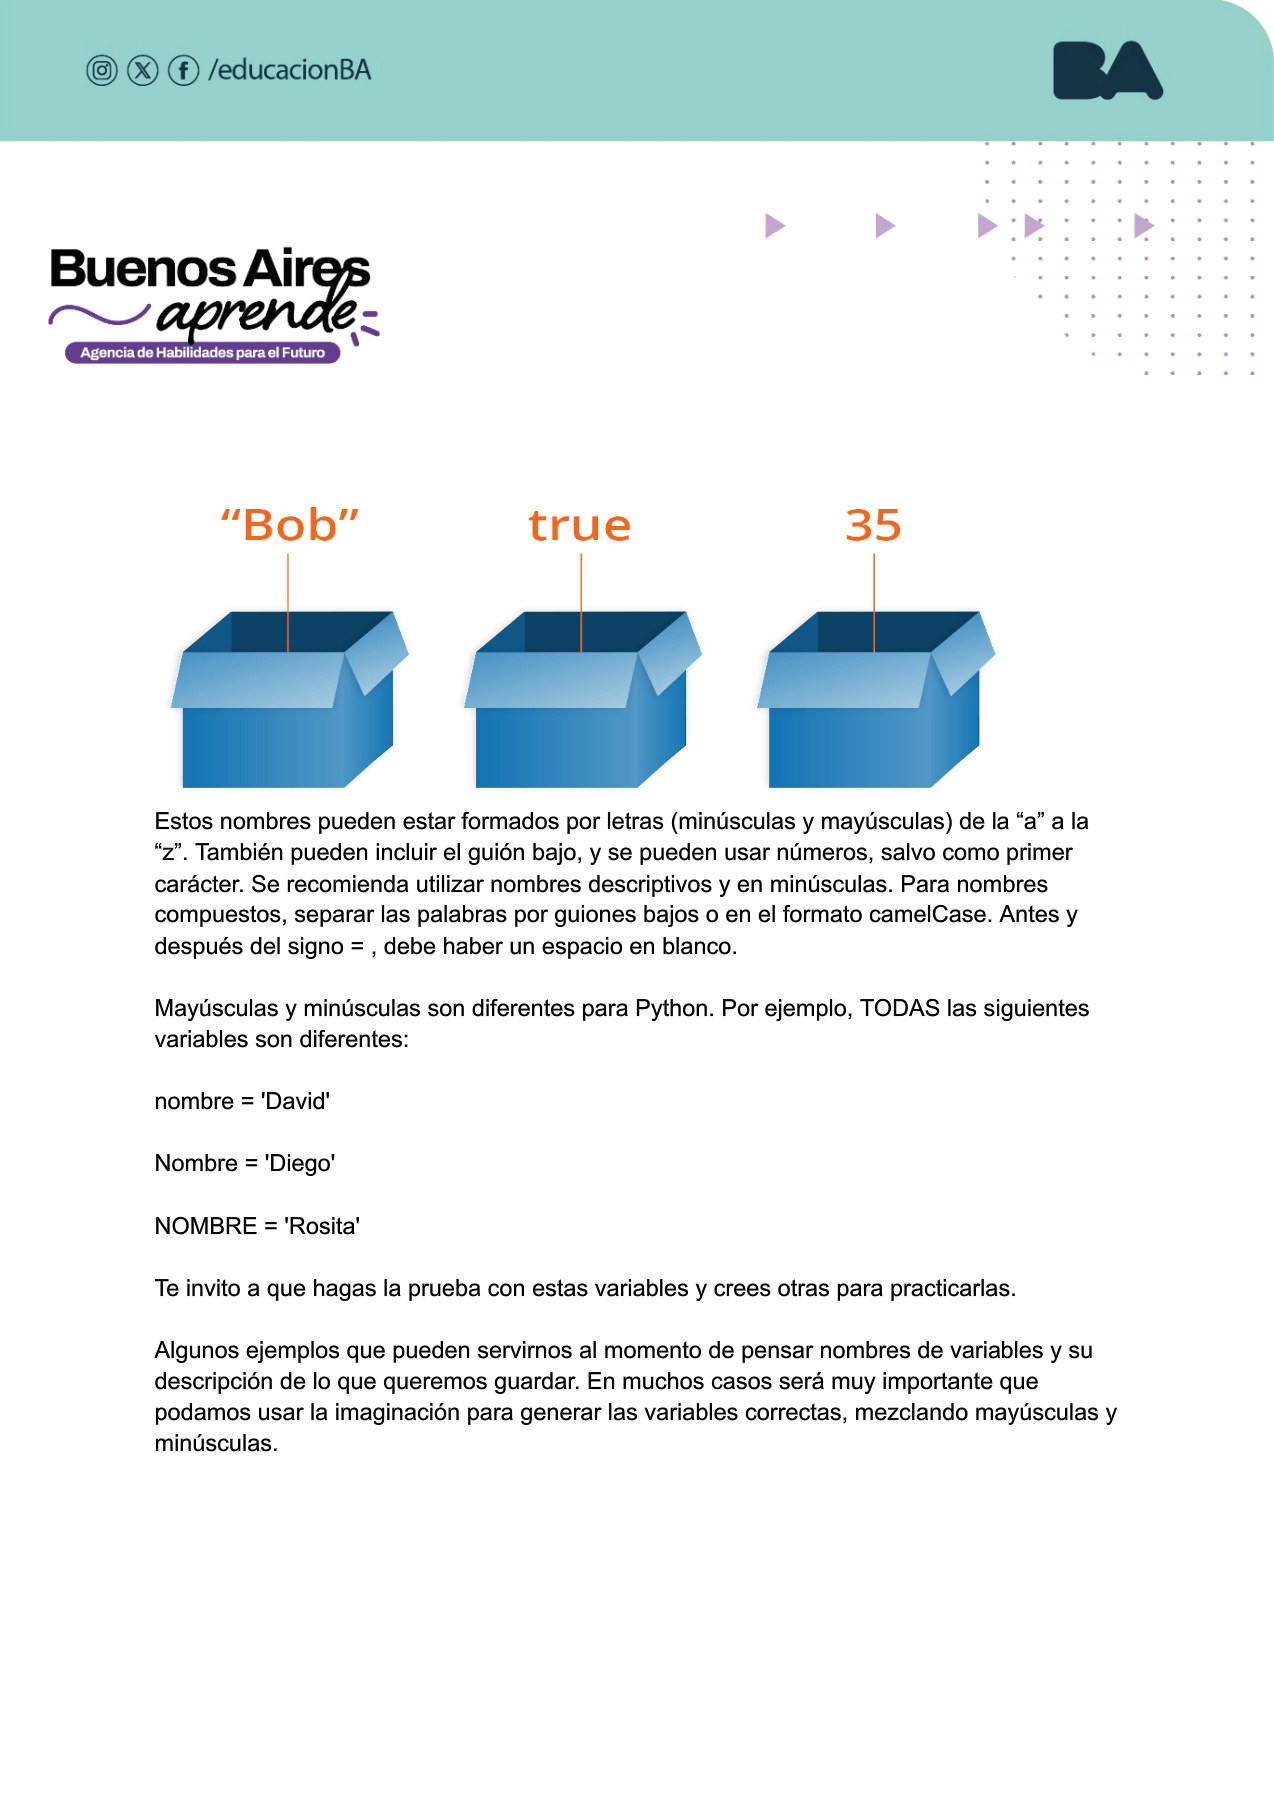 /educacionBA
BA
Buenos Aires
aprende
Agencia de Habilidades para el Futuro
“Bob” true 35
Estos nombres pueden estar formados por letras (minúsculas y mayúsculas) de la “a” a la
“z”. También pueden incluir el guión bajo, y se pueden usar números, salvo como primer
carácter. Se recomienda utilizar nombres descriptivos y en minúsculas. Para nombres
compuestos, separar las palabras por guiones bajos o en el formato camelCase. Antes y
después del signo = , debe haber un espacio en blanco.
Mayúsculas y minúsculas son diferentes para Python. Por ejemplo, TODAS las siguientes
variables son diferentes:
nombre = 'David'
Nombre = 'Diego'
NOMBRE = 'Rosita'
Te invito a que hagas la prueba con estas variables y crees otras para practicarlas.
Algunos ejemplos que pueden servirnos al momento de pensar nombres de variables y su
descripción de lo que queremos guardar. En muchos casos será muy importante que
podamos usar la imaginación para generar las variables correctas, mezclando mayúsculas y
minúsculas.